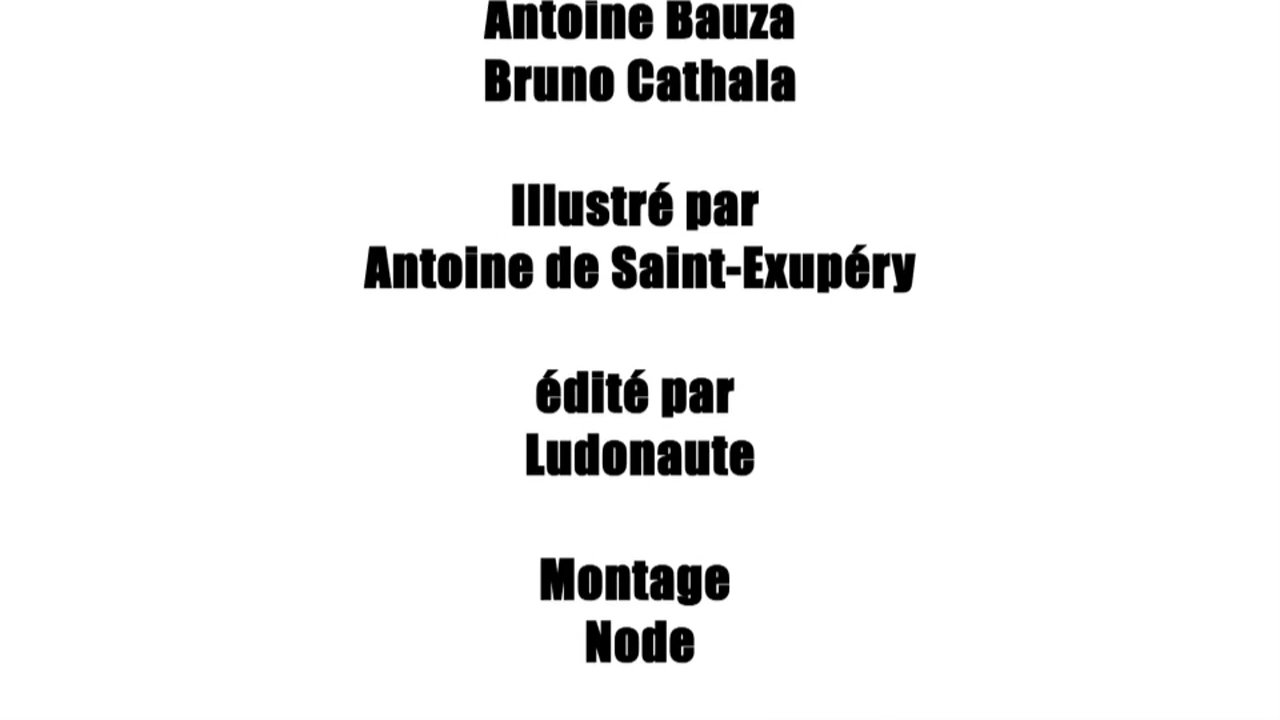 Antoine Bauza
Bruno Cathala
Illustré par
Antoine de Saint-Exupéry
édité par
Ludonaute
Montage
Node